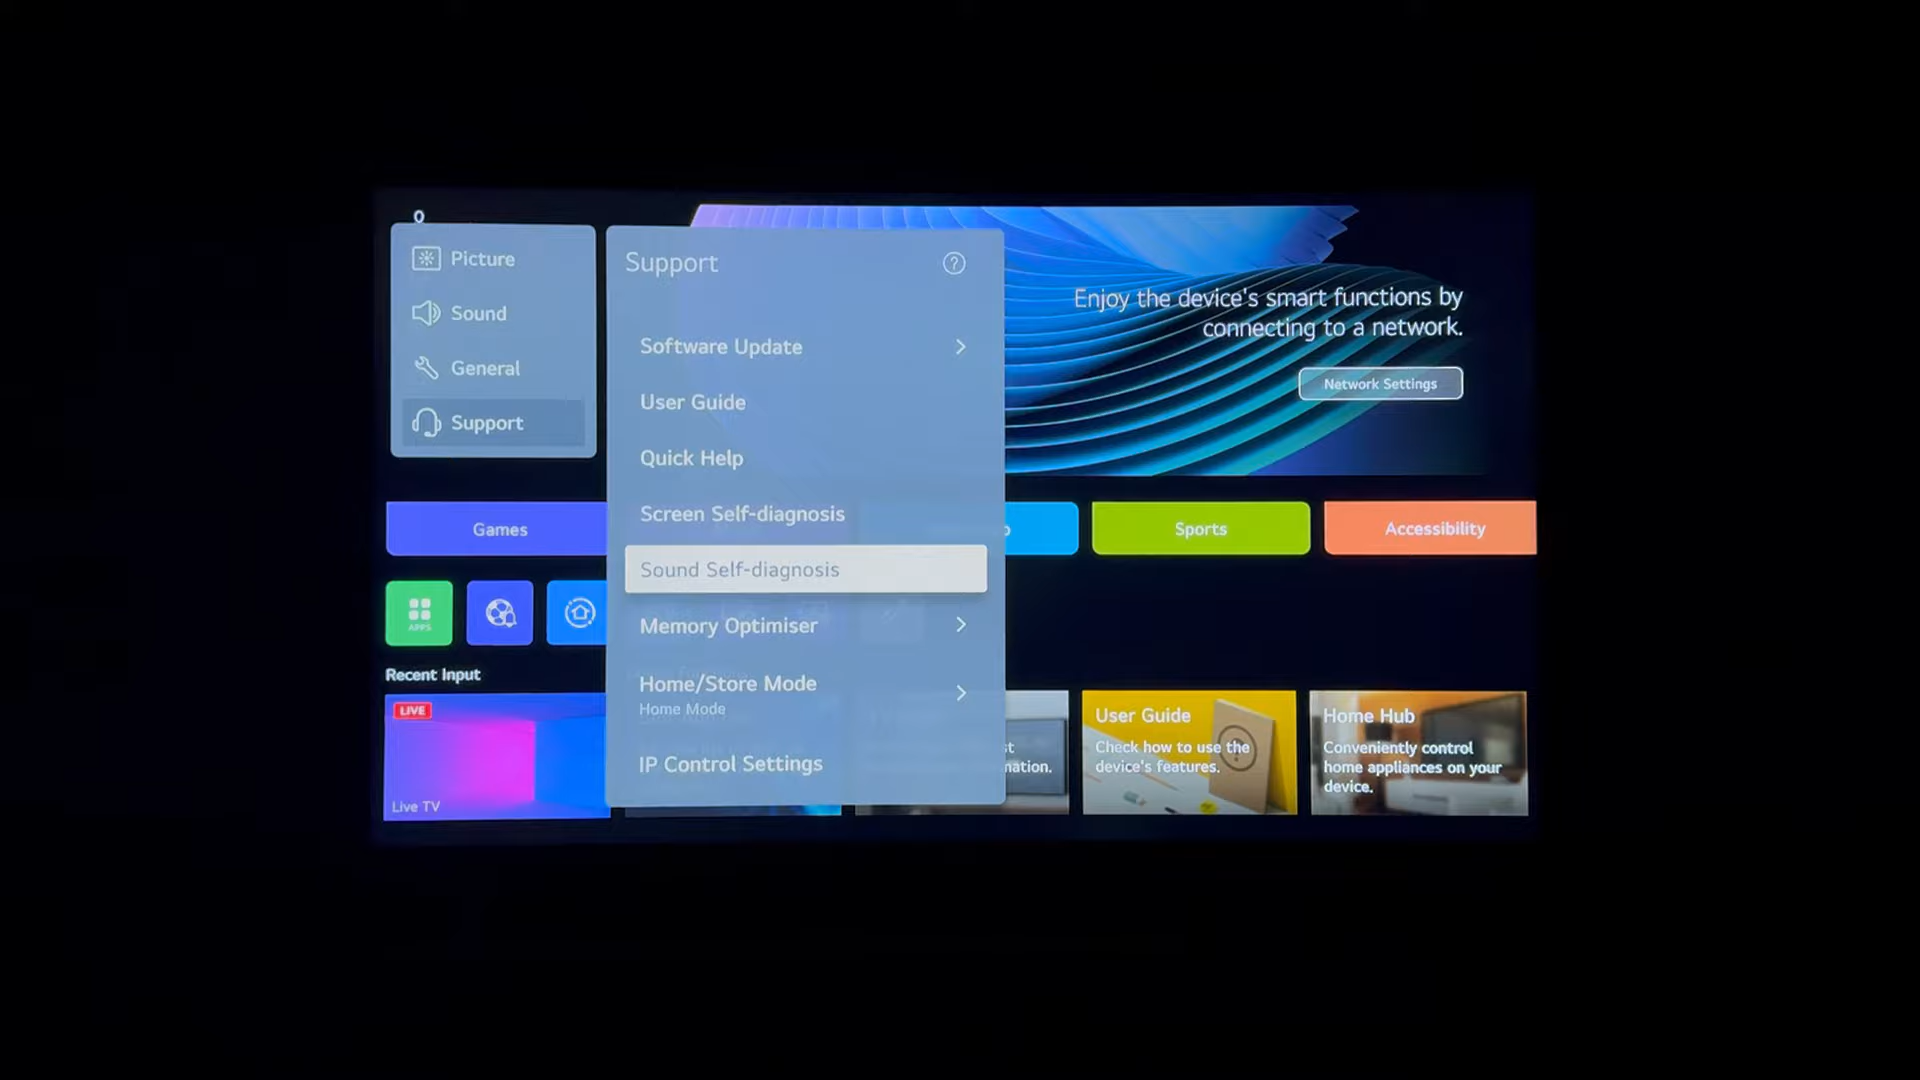 Picture
Sound
General
Support
Support
Software Update
User Guide
Quick Help
Screen Self-diagnosis
Sound Self-diagnosis
Memory Optimiser
Home/Store Mode
Home Mode
IP Control Settings
Enjoy the device's smart functions by
connecting to a network.
Network Settings
Games
Sports
Accessibility
APPS
Recent Input
LIVE
Live TV
User Guide
Check how to use the
device's features.
Home Hub
Conveniently control
home appliances on your
device.